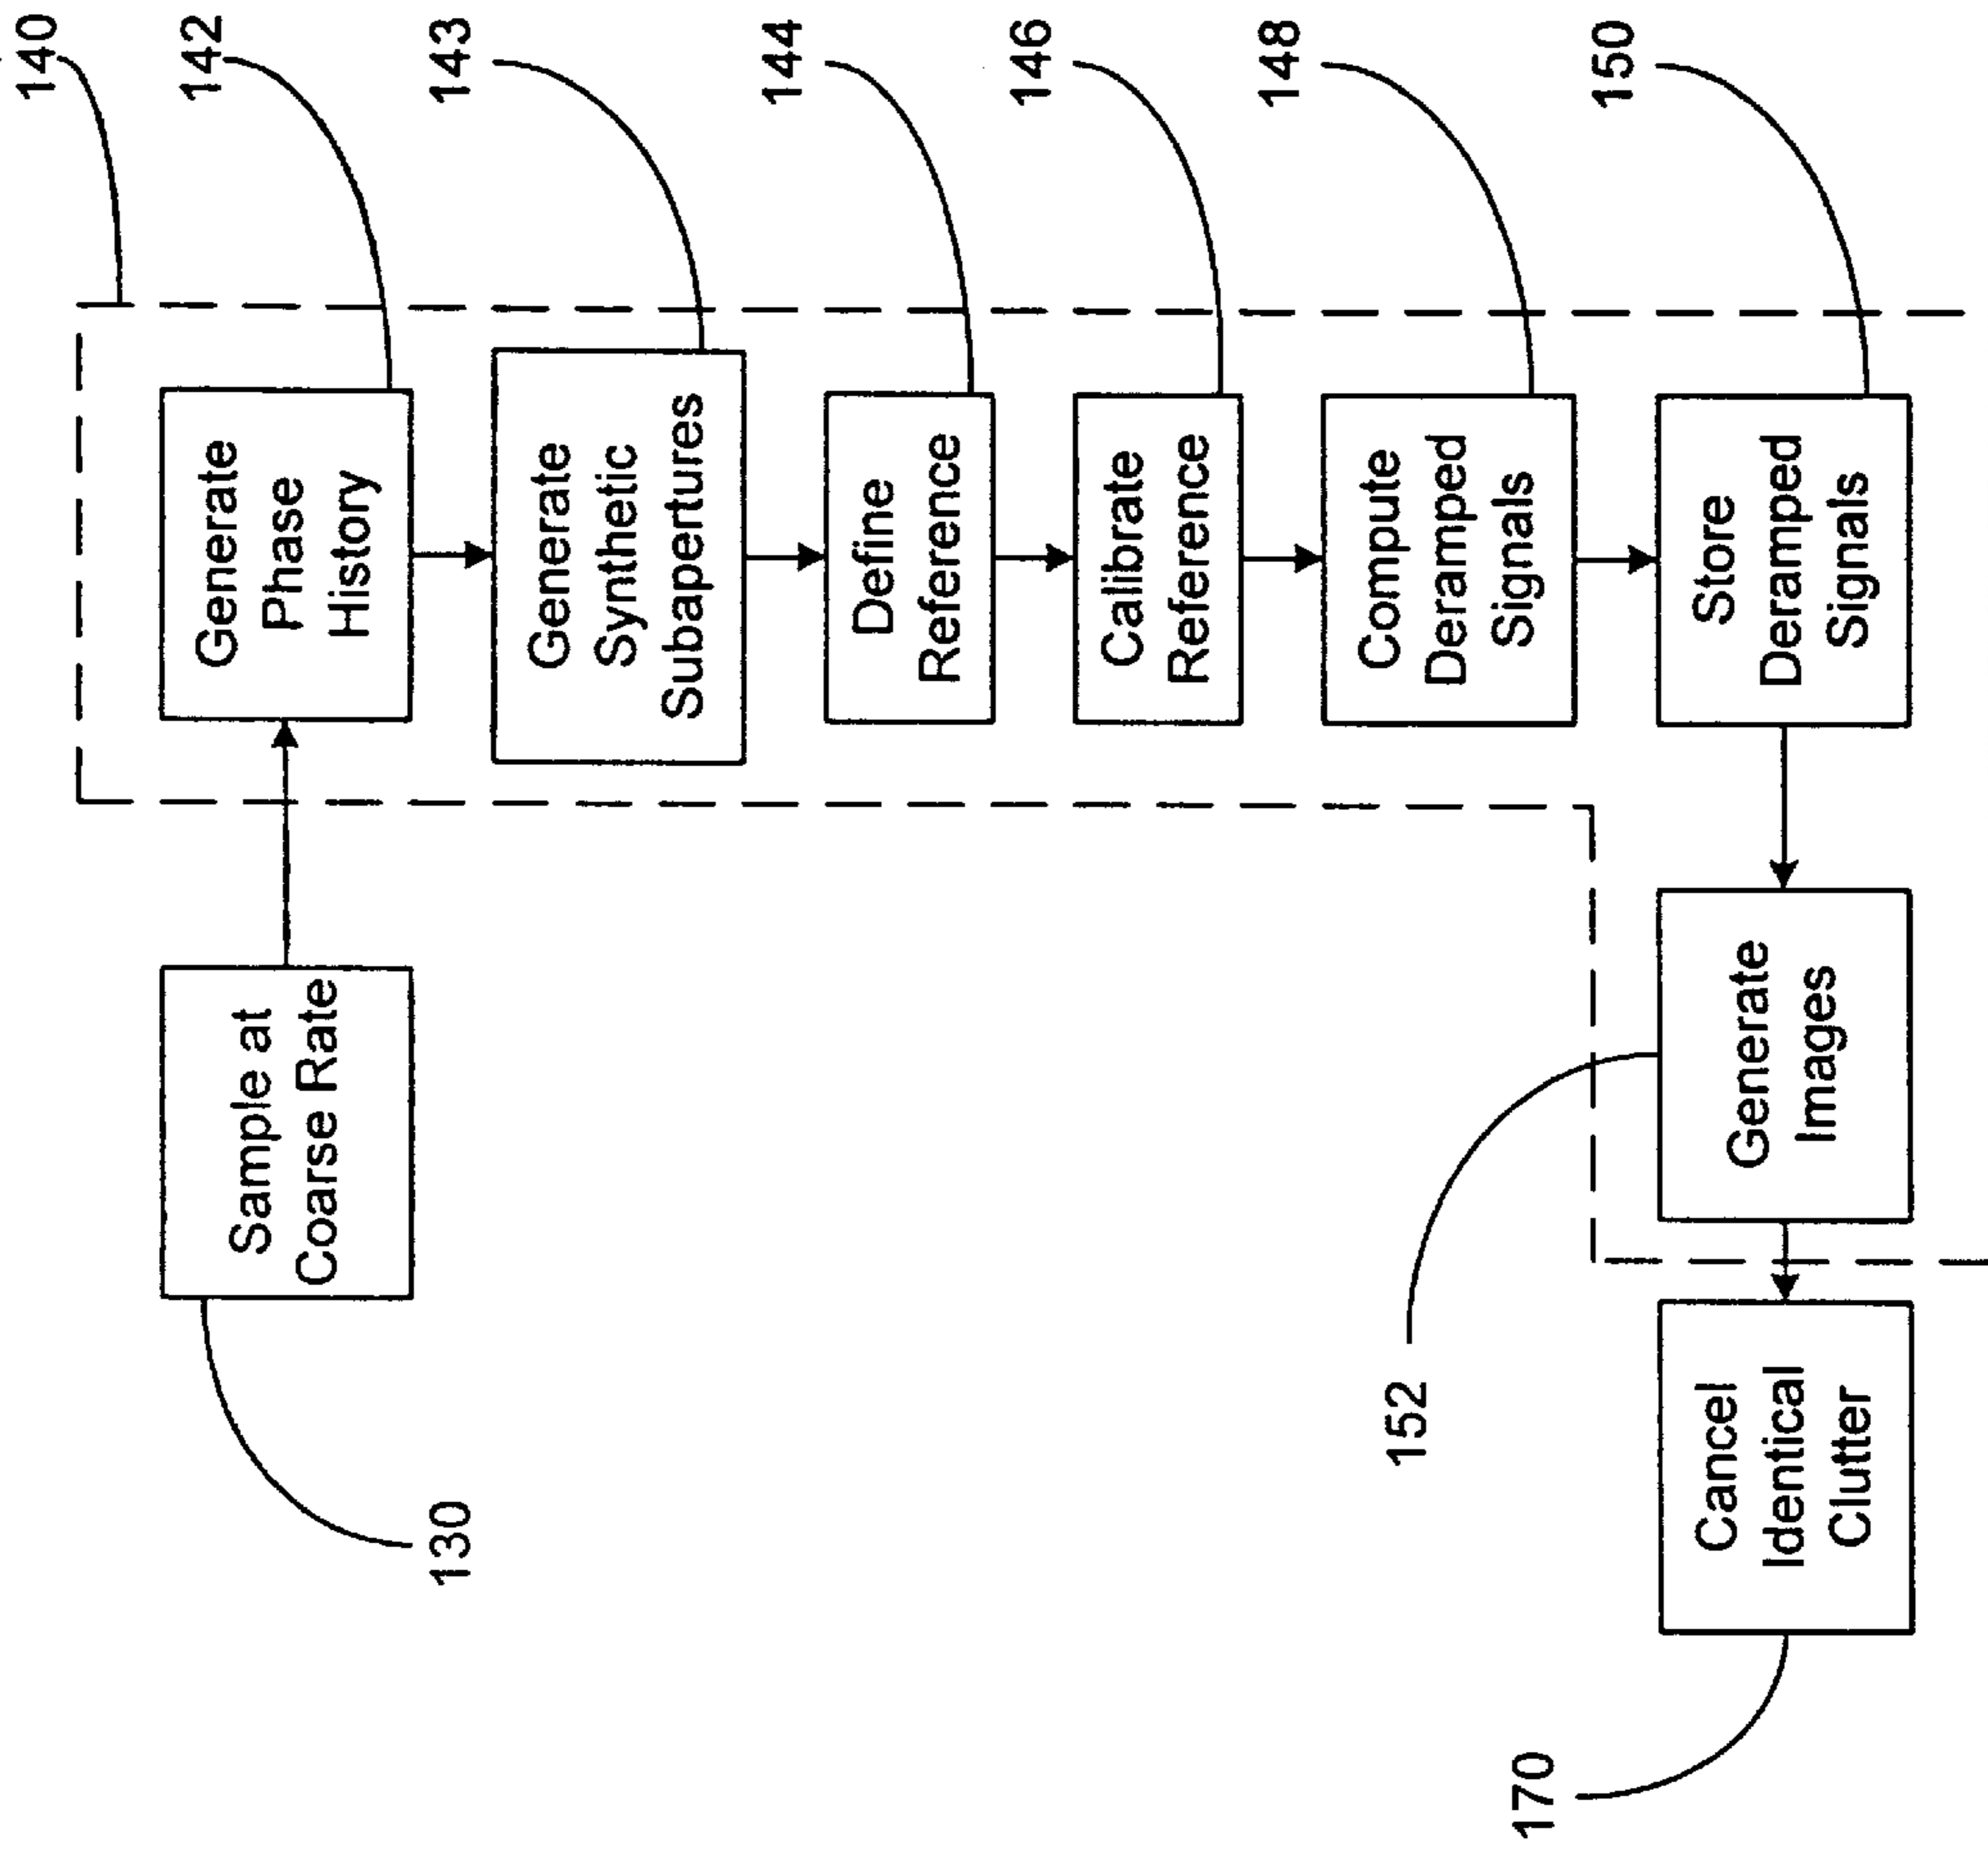 140
142
143
144
146
148
150
Generate
Phase
History
Generate
Synthetic
Subapertures
Define
Reference
Calibrate
Reference
Compute
Deramped
Signals
Store
Deramped
Signals
Sample at
Coarse Rate
130
Generate
Images
152
Cancel
Identical
Clutter
170